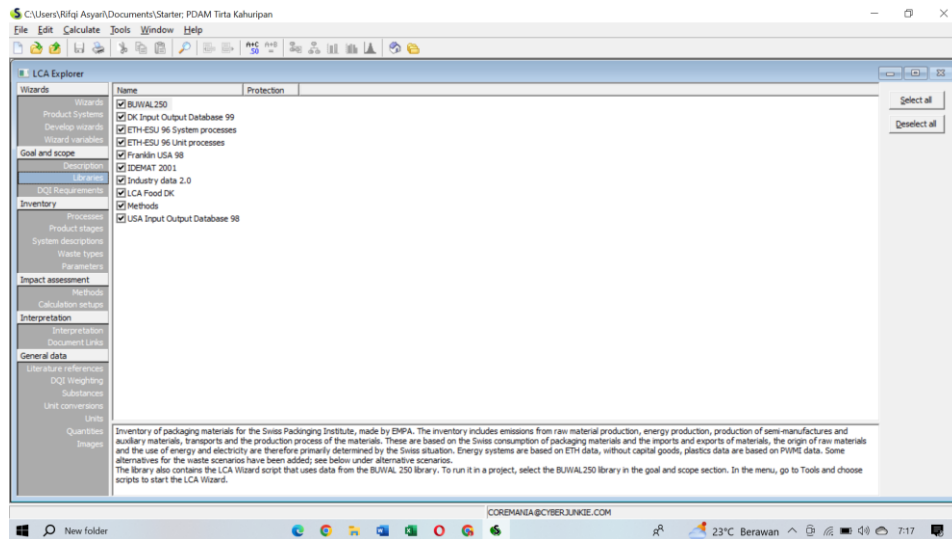 C:\Users\Rifqi Asyari\Documents\Starter; PDAM Tirta Kahuripan
File Edit Calculate Tools Window Help
A+C 50
LCA Explorer
Wizards
Wizards
Product Systems
Develop wizards
Wizard variables
Goal and scope
Description
Libraries
DQI Requirements
Inventory
Processes
Product stages
System descriptions
Waste types
Parameters
Impact assessment
Methods
Calculation setups
Interpretation
Interpretation
Document Links
General data
Literature references
DQI Weighting
Substances
Unit conversions
Units
Quantities
Images
Name Protection
BUWAL250
DK Input Output Database 99
ETH-ESU 96 System processes
ETH-ESU 96 Unit processes
Franklin USA 98
IDEMAT 2001
Industry data 2.0
LCA Food DK
Methods
USA Input Output Database 98
Select all
Deselect all
Inventory of packaging materials for the Swiss Packinging Institute, made by EMPA. The inventory includes emissions from raw material production, energy production, production of semi-manufactures and
auxiliary materials, transports and the production process of the materials. These are based on the Swiss consumption of packaging materials and the imports and exports of materials, the origin of raw materials
and the use of energy and electricity are therefore primarily determined by the Swiss situation. Energy systems are based on ETH data, without capital goods, plastics data are based on PWMI data. Some
alternatives for the waste scenarios have been added; see below under alternative scenarios.
The library also contains the LCA Wizard script that uses data from the BUWAL 250 library. To run it in a project, select the BUWAL250 library in the goal and scope section. In the menu, go to Tools and choose
scripts to start the LCA Wizard.
COREMANIA@CYBERJUNKIE.COM
New folder
23°C Berawan
7:17